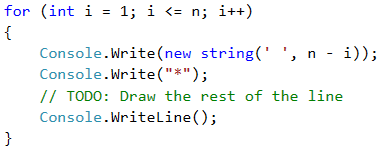 for (int i = 1; i <= n; i++)
{
    Console.Write(new string(' ', n - i));
    Console.Write("*");
    // TODO: Draw the rest of the line
    Console.WriteLine();
}